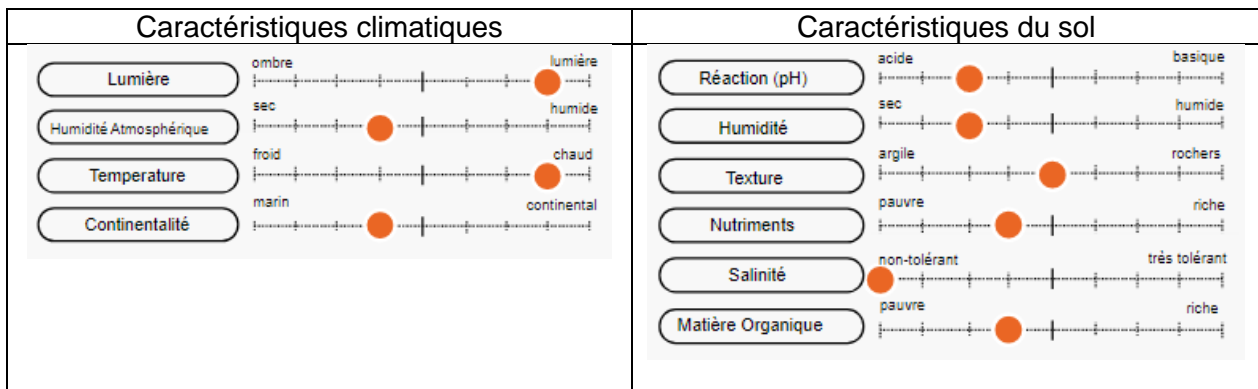 Caractéristiques climatiques
ombre lumière
Lumière
sec humide
Humidité Atmosphérique
froid chaud
Temperature
marin continental
Continentalité
Caractéristiques du sol
acide basique
Réaction (pH)
sec humide
Humidité
argile rochers
Texture
pauvre riche
Nutriments
non-tolérant très tolérant
Salinité
pauvre riche
Matière Organique